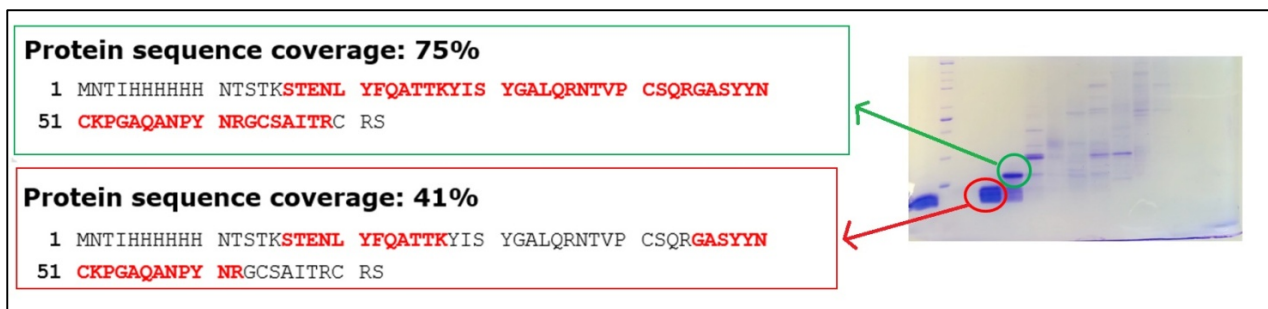 Protein sequence coverage: 75%
1 MNTIHHHHHH NTSTKSTENL YFQATTKYIS YGALQRNTVP CSQRGASYYN
51 CKPGAQANPY NRGCSAITRC RS
Protein sequence coverage: 41%
1 MNTIHHHHHH NTSTKSTENL YFQATTKYIS YGALQRNTVP CSQRGASYYN
51 CKPGAQANPY NRGCSAITRC RS